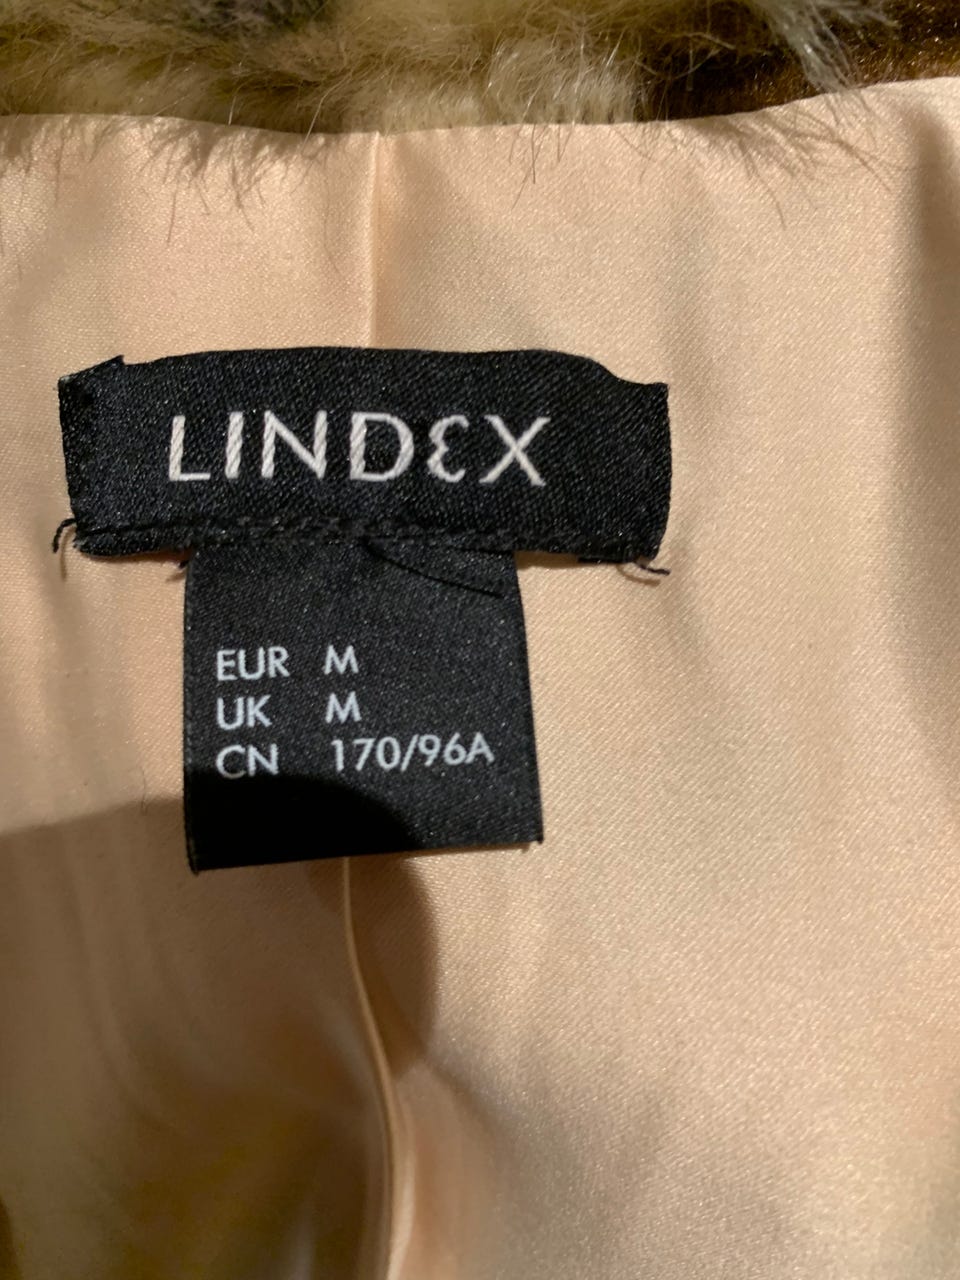 LINDEX
EUR M
UK M
CN 170/96A